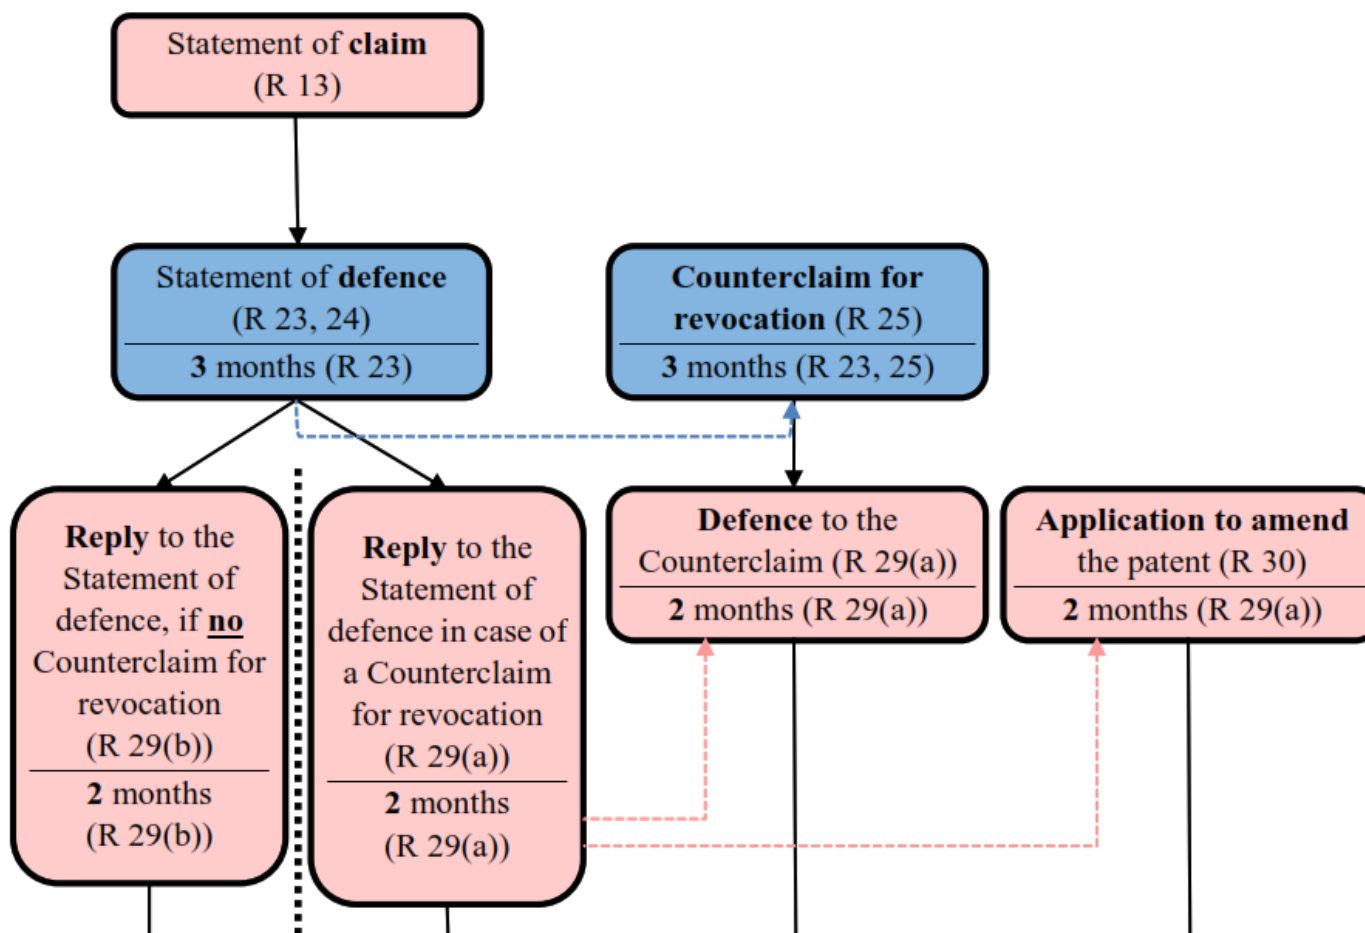 Statement of claim
(R 13)
Statement of defence
(R 23, 24)
3 months (R 23)
Counterclaim for
revocation (R 25)
3 months (R 23, 25)
Reply to the
Statement of
defence, if no
Counterclaim for
revocation
(R 29(b))
2 months
(R 29(b))
Reply to the
Statement of
defence in case of
a Counterclaim
for revocation
(R 29(a))
2 months
(R 29(a))
Defence to the
Counterclaim (R 29(a))
2 months (R 29(a))
Application to amend
the patent (R 30)
2 months (R 29(a))